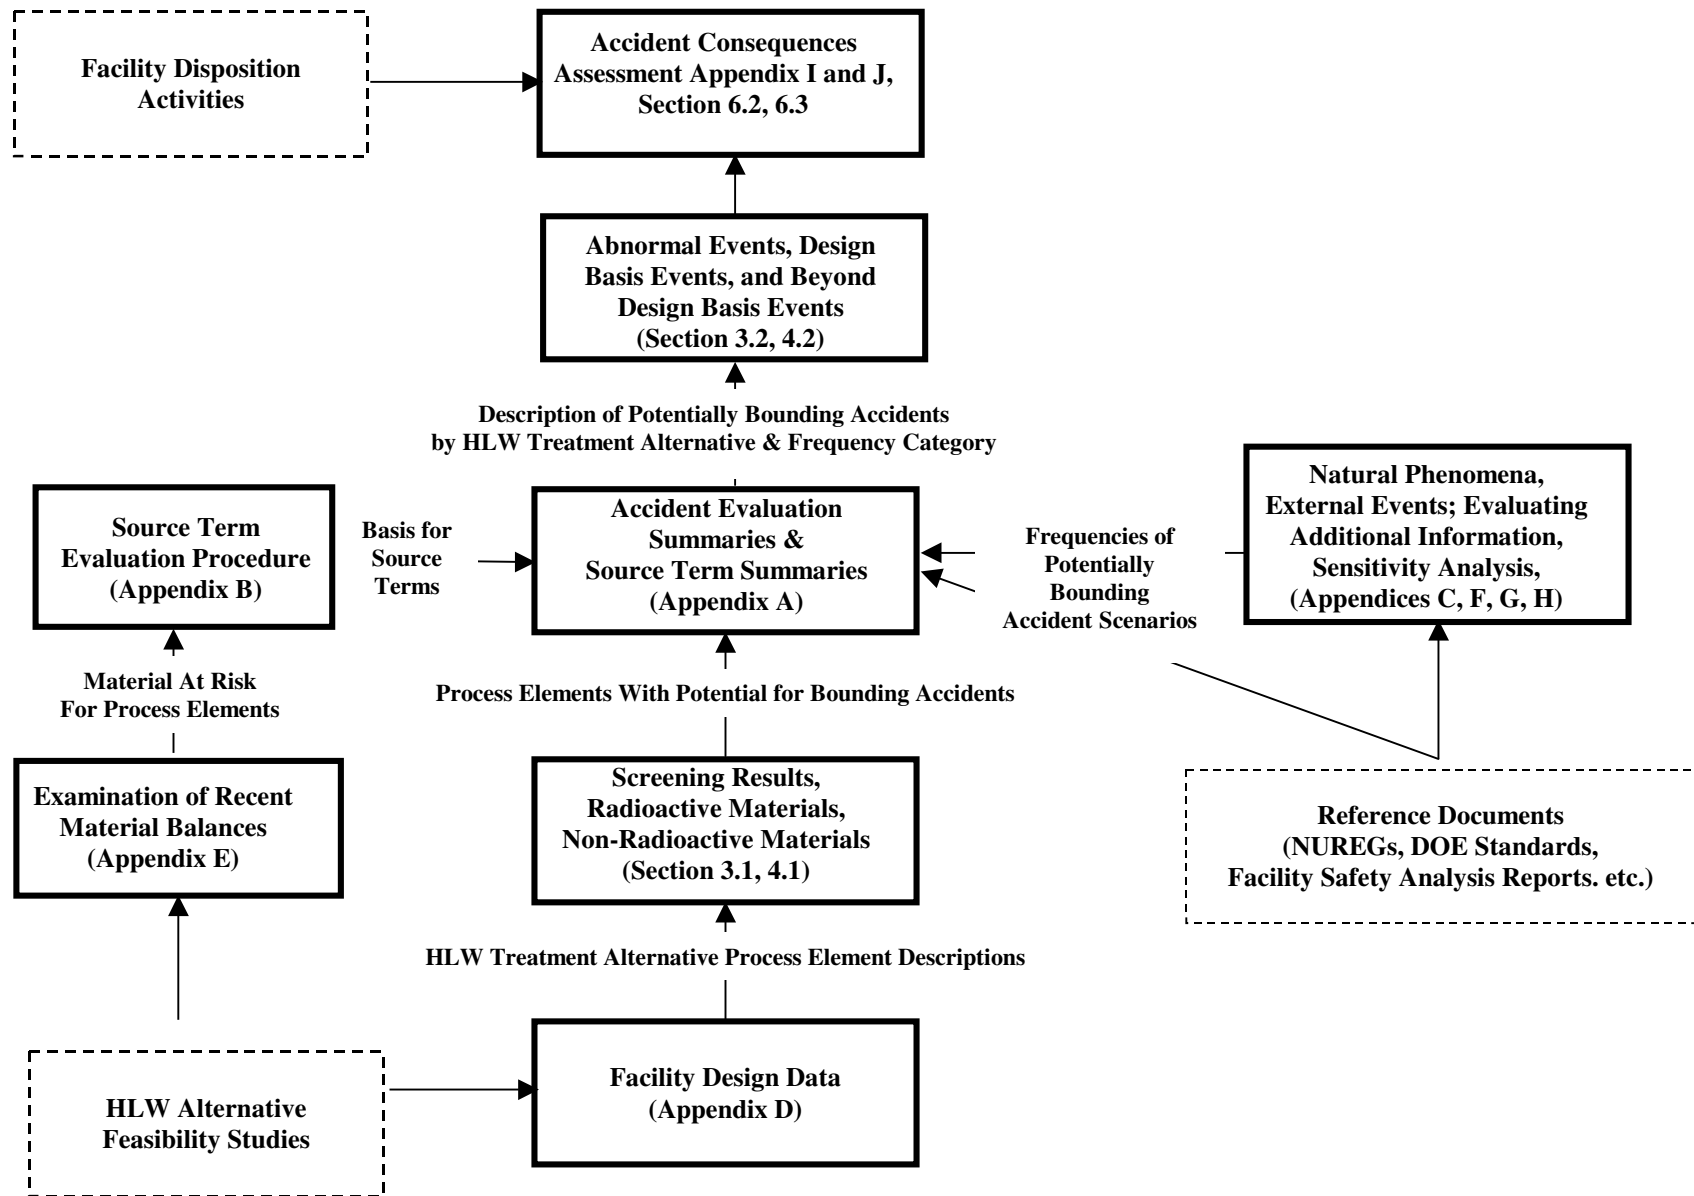 Facility Disposition
Activities
Accident Consequences
Assessment Appendix I and J,
Section 6.2, 6.3
Abnormal Events, Design
Basis Events, and Beyond
Design Basis Events
(Section 3.2, 4.2)
Description of Potentially Bounding Accidents
by HLW Treatment Alternative & Frequency Category
Source Term
Evaluation Procedure
(Appendix B)
Basis for
Source
Terms
Accident Evaluation
Summaries &
Source Term Summaries
(Appendix A)
Frequencies of
Potentially
Bounding
Accident Scenarios
Natural Phenomena,
External Events; Evaluating
Additional Information,
Sensitivity Analysis,
(Appendices C, F, G, H)
Material At Risk
For Process Elements
Process Elements With Potential for Bounding Accidents
Examination of Recent
Material Balances
(Appendix E)
Screening Results,
Radioactive Materials,
Non-Radioactive Materials
(Section 3.1, 4.1)
Reference Documents
(NUREGs, DOE Standards,
Facility Safety Analysis Reports. etc.)
HLW Treatment Alternative Process Element Descriptions
HLW Alternative
Feasibility Studies
Facility Design Data
(Appendix D)